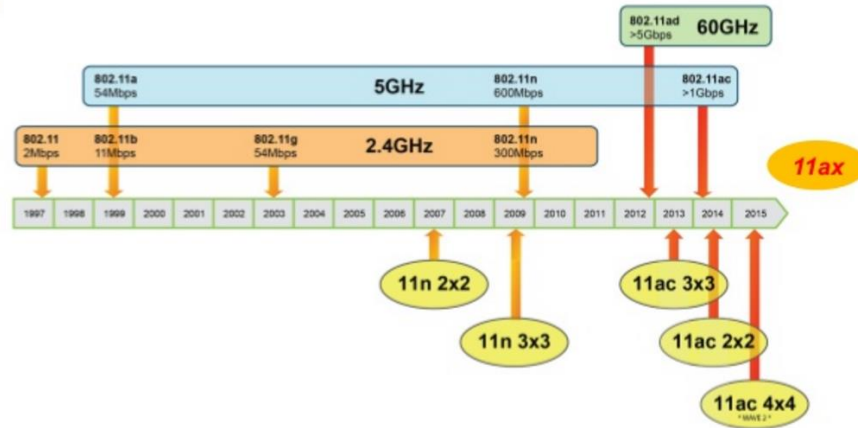 802.11ad
>5Gbps
60GHz
802.11a
54Mbps
5GHz
802.11n
600Mbps
802.11ac
>1Gbps
802.11
2Mbps
802.11b
11Mbps
802.11g
54Mbps
2.4GHz
802.11n
300Mbps
11ax
1997 1998 1999 2000 2001 2002 2003 2004 2005 2006 2007 2008 2009 2010 2011 2012 2013 2014 2015
11n 2x2
11ac 3x3
11n 3x3
11ac 2x2
11ac 4x4
* WAVE 2 *